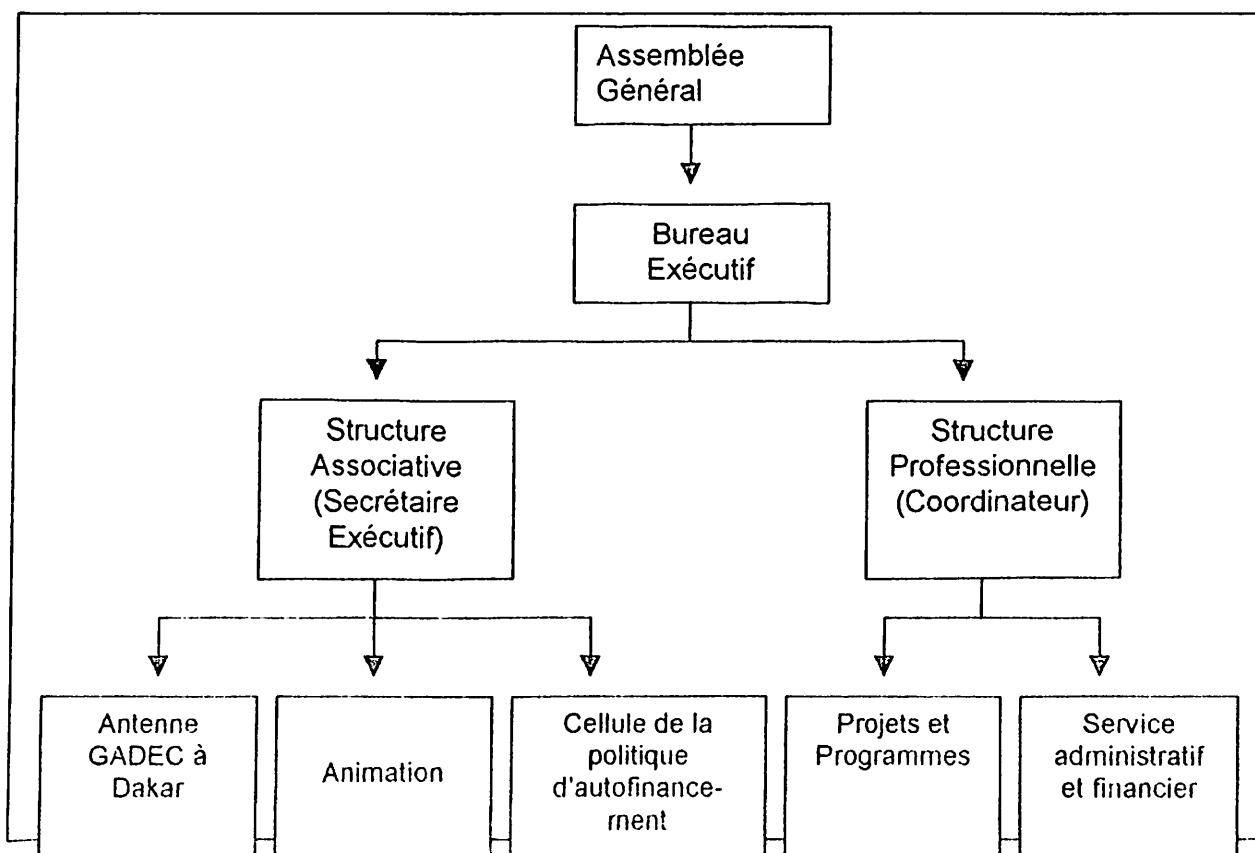 Assemblée
Général
Bureau
Exécutif
Structure
Associative
(Secrétaire
Exécutif)
Structure
Professionnelle
(Coordinateur)
Antenne
GADEC à
Dakar
Animation
Cellule de la
politique
d'autofinance-
ment
Projets et
Programmes
Service
administratif
et financier